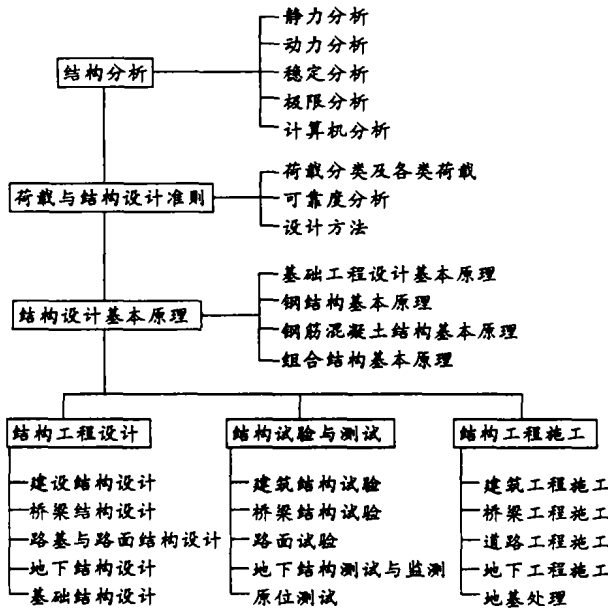 结构分析
静力分析
动力分析
稳定分析
极限分析
计算机分析
荷载与结构设计准则
荷载分类及各类荷载
可靠度分析
设计方法
结构设计基本原理
基础工程设计基本原理
钢结构基本原理
钢筋混凝土结构基本原理
组合结构基本原理
结构工程设计
建设结构设计
桥梁结构设计
路基与路面结构设计
地下结构设计
基础结构设计
结构试验与测试
建筑结构试验
桥梁结构试验
路面试验
地下结构测试与监测
原位测试
结构工程施工
建筑工程施工
桥梁工程施工
道路工程施工
地下工程施工
地基处理